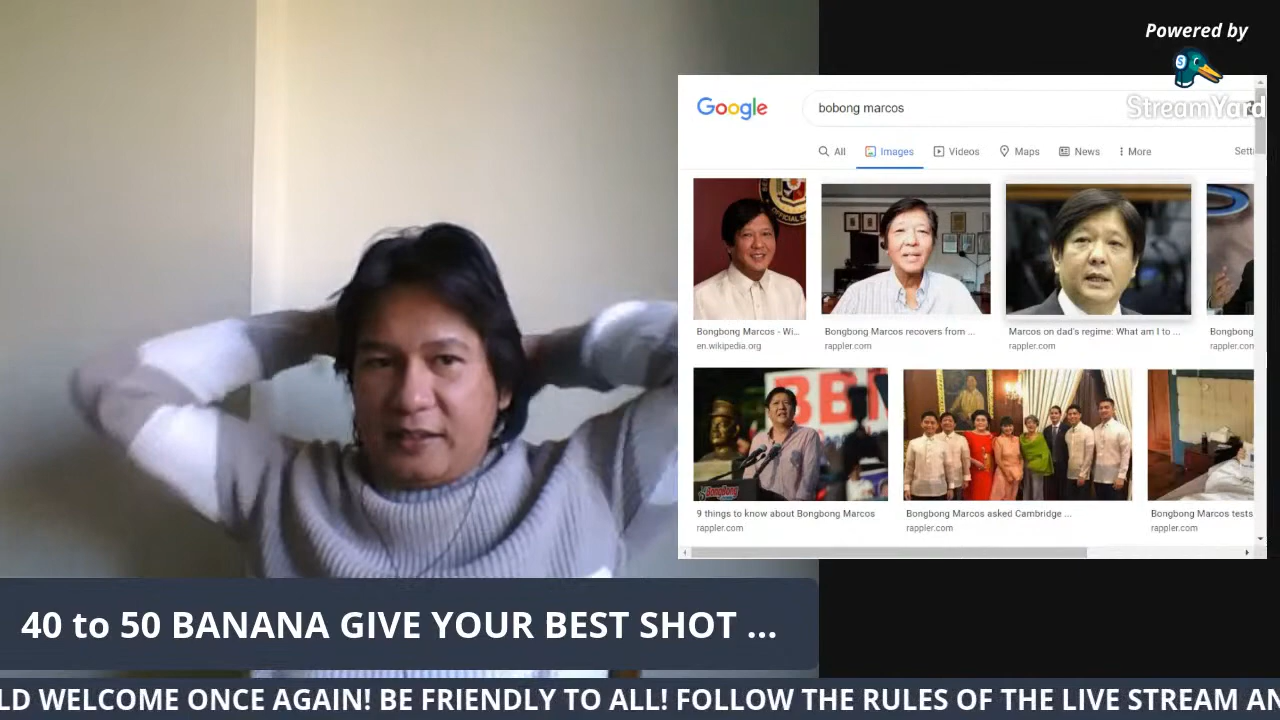 Powered by
StreamYard
Google
bobong marcos
All
Images
Videos
Maps
News
More
Bongbong Marcos - Wi...
en.wikipedia.org
Bongbong Marcos recovers from ...
rappler.com
Marcos on dad's regime: What am I to ...
rappler.com
Bongbong
rappler.com
BBM
BongBong
9 things to know about Bongbong Marcos
rappler.com
Bongbong Marcos asked Cambridge ...
rappler.com
Bongbong Marcos tests
rappler.com
40 to 50 BANANA GIVE YOUR BEST SHOT ...
WELCOME ONCE AGAIN! BE FRIENDLY TO ALL! FOLLOW THE RULES OF THE LIVE STREAM